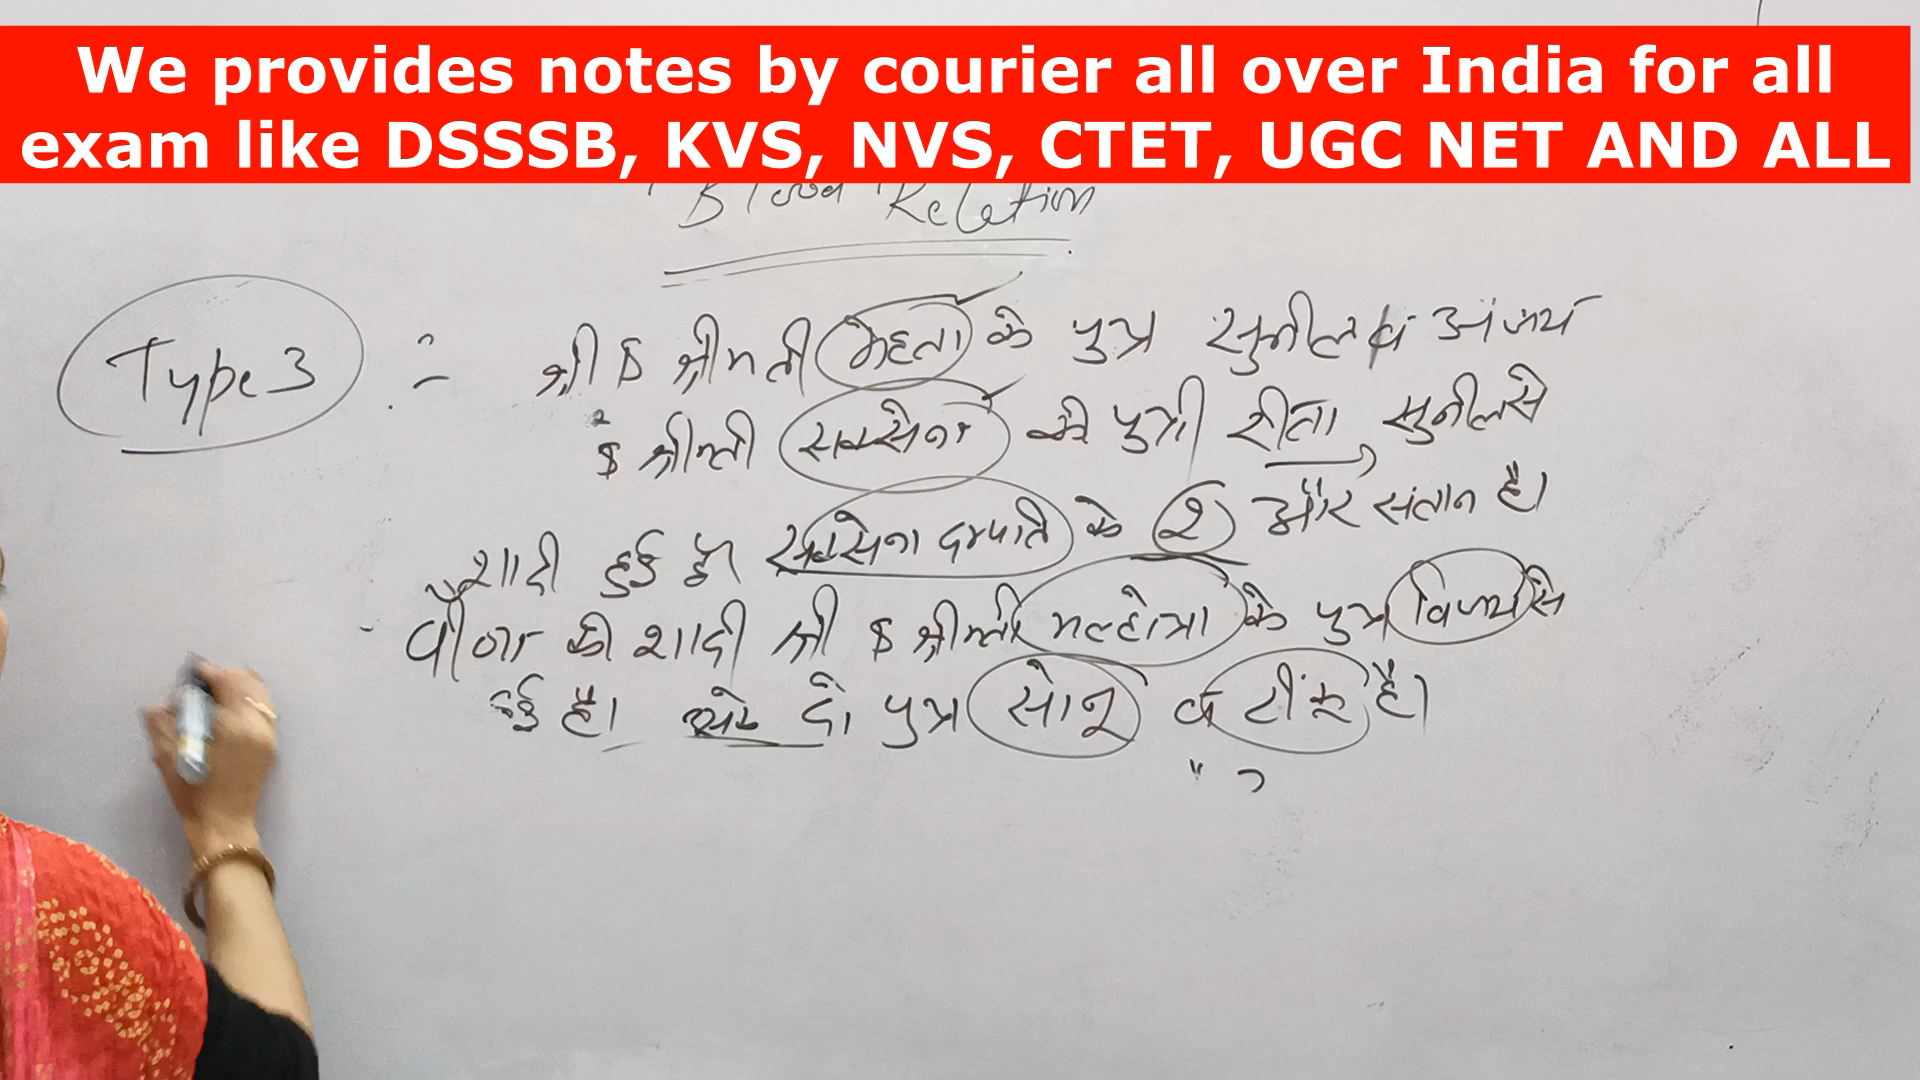 We provides notes by courier all over India for all
exam like DSSSB, KVS, NVS, CTET, UGC NET AND ALL
Blood Relation
Type 3 :- श्री & श्रीमती मेहता के पुत्र सुनील व अजय
& श्रीमती सक्सेना की पुत्री रीता सुनील से
शादी हुई है। सक्सेना दम्पति के 2 और संतान है।
वीणा की शादी श्री & श्रीमती मल्होत्रा के पुत्र विजय से
हुई है। दो पुत्र सोनू व टींकू है।